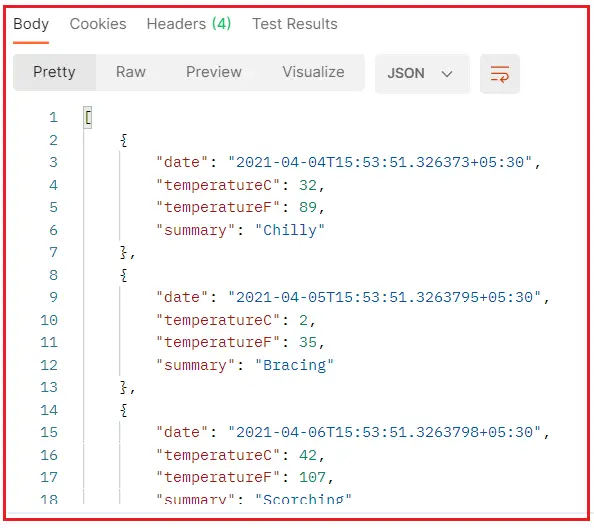 Body Cookies Headers (4) Test Results
Pretty Raw Preview Visualize JSON
1 [
2 {
3 "date": "2021-04-04T15:53:51.326373+05:30",
4 "temperatureC": 32,
5 "temperatureF": 89,
6 "summary": "Chilly"
7 },
8 {
9 "date": "2021-04-05T15:53:51.3263795+05:30",
10 "temperatureC": 2,
11 "temperatureF": 35,
12 "summary": "Bracing"
13 },
14 {
15 "date": "2021-04-06T15:53:51.3263798+05:30",
16 "temperatureC": 42,
17 "temperatureF": 107,
18 "summary": "Scorching"